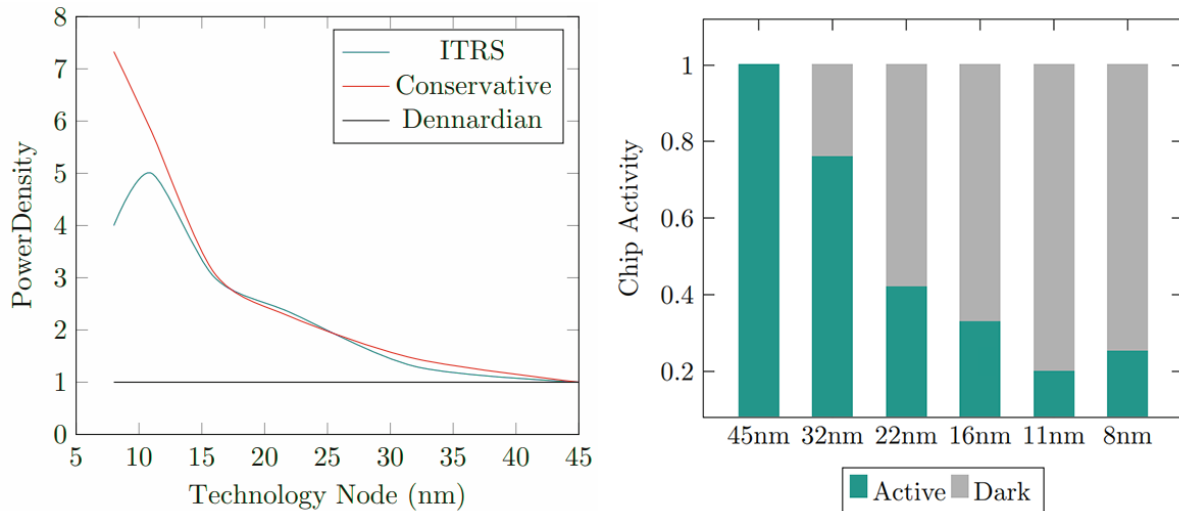 8
7
6
5
4
3
2
1
0
PowerDensity
ITRS
Conservative
Dennardian
5 10 15 20 25 30 35 40 45
Technology Node (nm)
1
0.8
0.6
0.4
0.2
Chip Activity
45nm 32nm 22nm 16nm 11nm 8nm
Active Dark